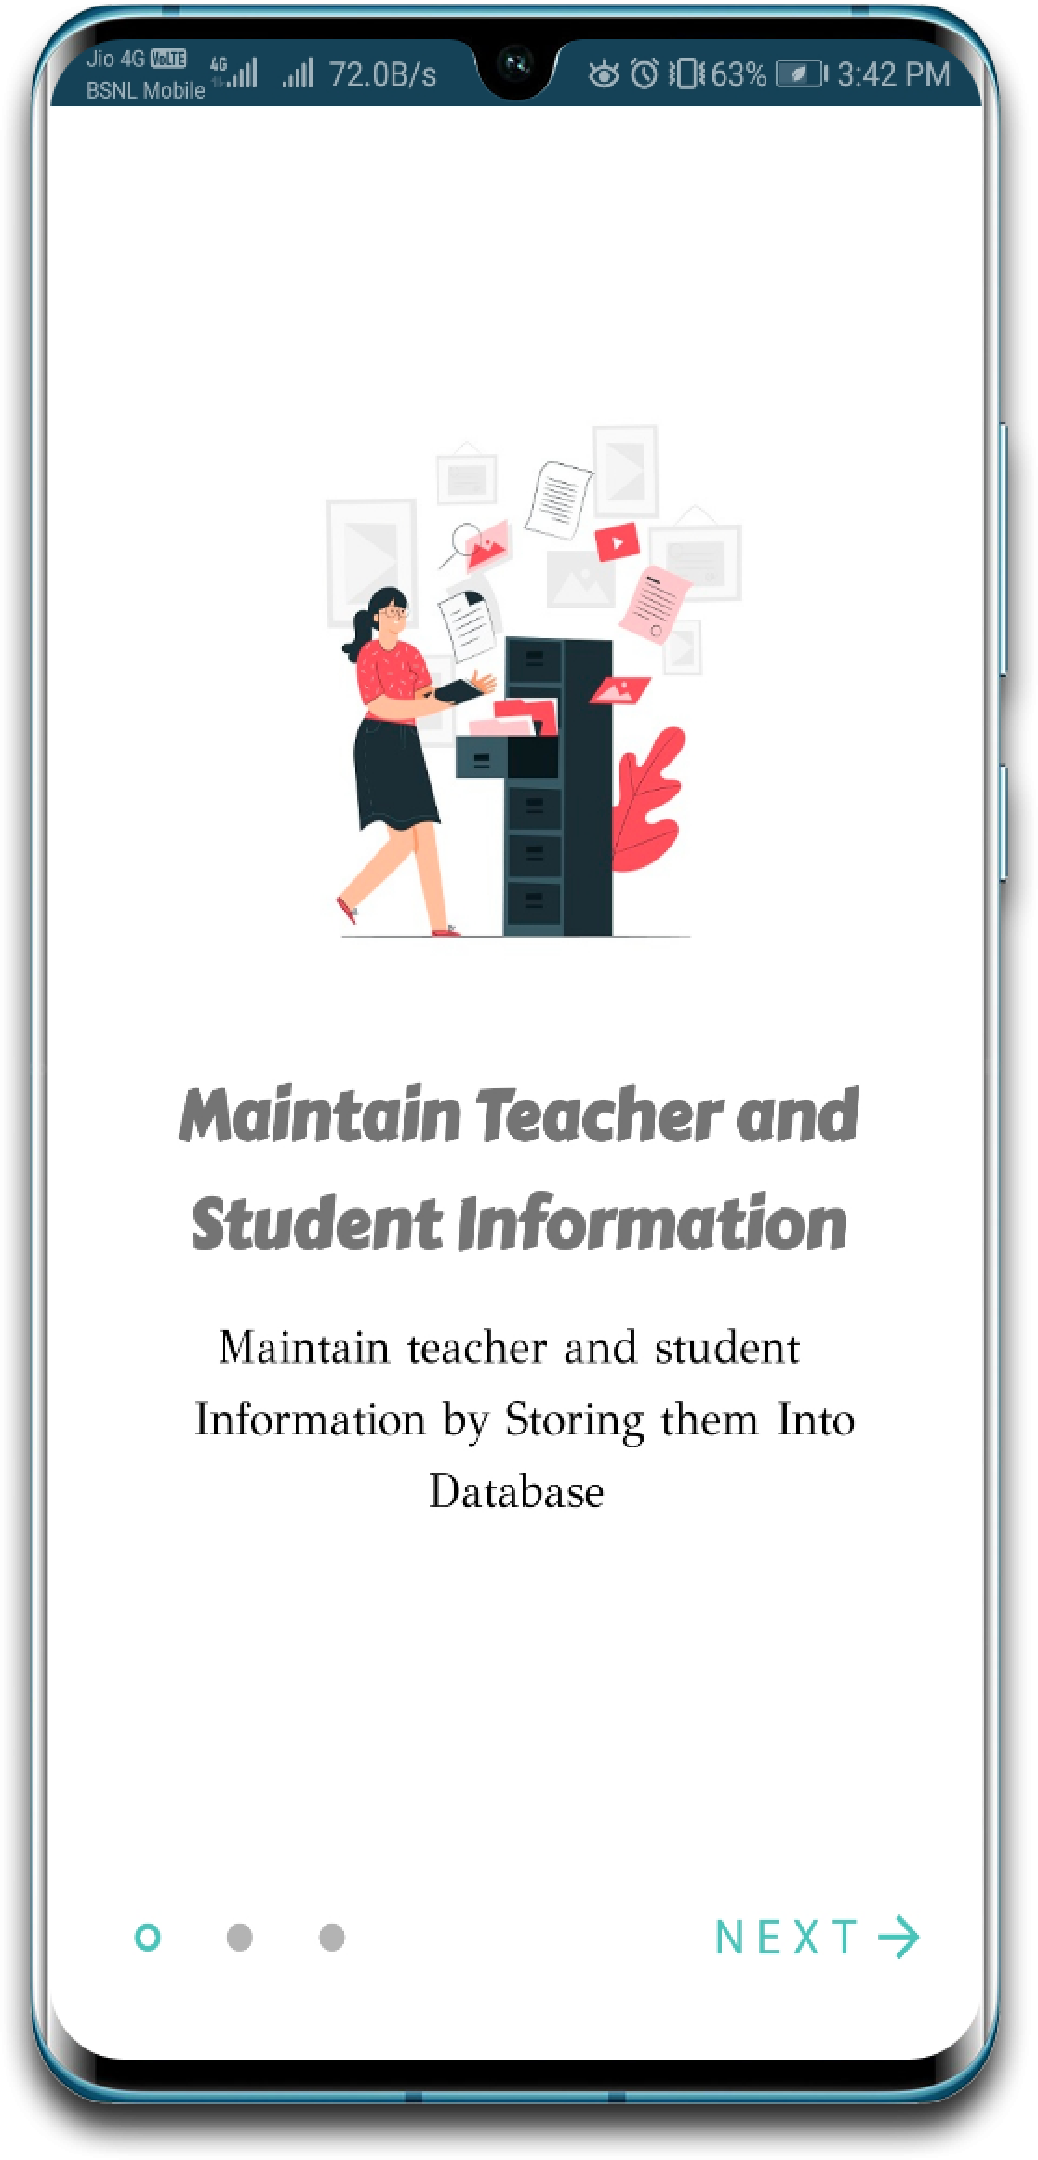 Jio 4G VoLTE
BSNL Mobile
4G
72.0B/s
63%
3:42 PM
Maintain Teacher and
Student Information
Maintain teacher and student
Information by Storing them Into
Database
NEXT